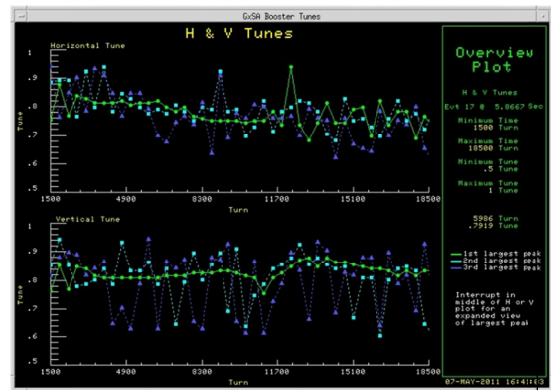 GxSA Booster Tunes
H & V Tunes
Horizontal Tune
1
.9
.8
.7
.6
.5
Tune
1500
4900
8300
11700
15100
18500
Turn
Vertical Tune
1
.9
.8
.7
.6
.5
Tune
1500
4900
8300
11700
15100
18500
Turn
Overview
Plot
H & V Tunes
Evt 17 @ 5.8667 Sec
Minimum Time
1500 Turn
Maximum Time
18500 Turn
Minimum Tune
.5 Tune
Maximum Tune
1 Tune
5986 Turn
.7919 Tune
1st largest peak
2nd largest peak
3rd largest peak
Interrupt in
middle of H or V
plot for an
expanded view
of largest peak
07-MAY-2011